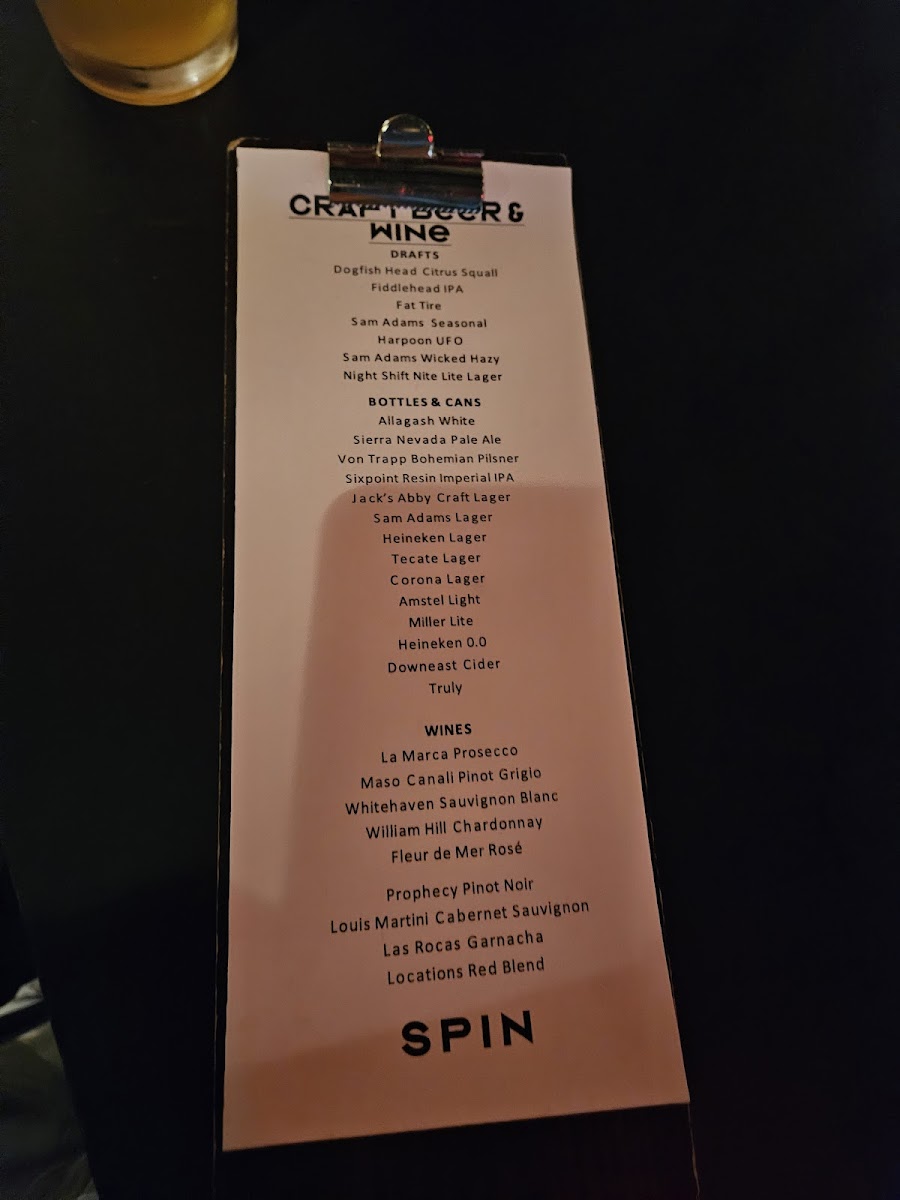 CRAFT BEER &
WINE
DRAFTS
Dogfish Head Citrus Squall
Fiddlehead IPA
Fat Tire
Sam Adams Seasonal
Harpoon UFO
Sam Adams Wicked Hazy
Night Shift Nite Lite Lager
BOTTLES & CANS
Allagash White
Sierra Nevada Pale Ale
Von Trapp Bohemian Pilsner
Sixpoint Resin Imperial IPA
Jack's Abby Craft Lager
Sam Adams Lager
Heineken Lager
Tecate Lager
Corona Lager
Amstel Light
Miller Lite
Heineken 0.0
Downeast Cider
Truly
WINES
La Marca Prosecco
Maso Canali Pinot Grigio
Whitehaven Sauvignon Blanc
William Hill Chardonnay
Fleur de Mer Rosé
Prophecy Pinot Noir
Louis Martini Cabernet Sauvignon
Las Rocas Garnacha
Locations Red Blend
SPIN